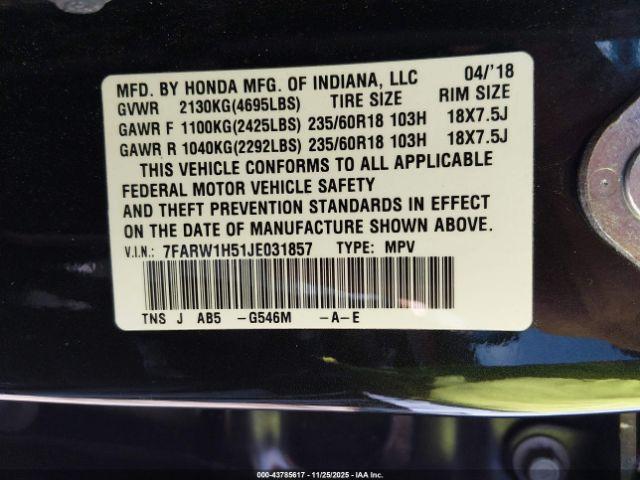 MFD. BY HONDA MFG. OF INDIANA, LLC 04/'18
GVWR 2130KG(4695LBS) TIRE SIZE RIM SIZE
GAWR F 1100KG(2425LBS) 235/60R18 103H 18X7.5J
GAWR R 1040KG(2292LBS) 235/60R18 103H 18X7.5J
THIS VEHICLE CONFORMS TO ALL APPLICABLE
FEDERAL MOTOR VEHICLE SAFETY
AND THEFT PREVENTION STANDARDS IN EFFECT
ON THE DATE OF MANUFACTURE SHOWN ABOVE.
V.I.N.: 7FARW1H51JE031857 TYPE: MPV
TNS J AB5 -G546M -A-E
000-43785617 - 11/25/2025 - IAAI Inc.